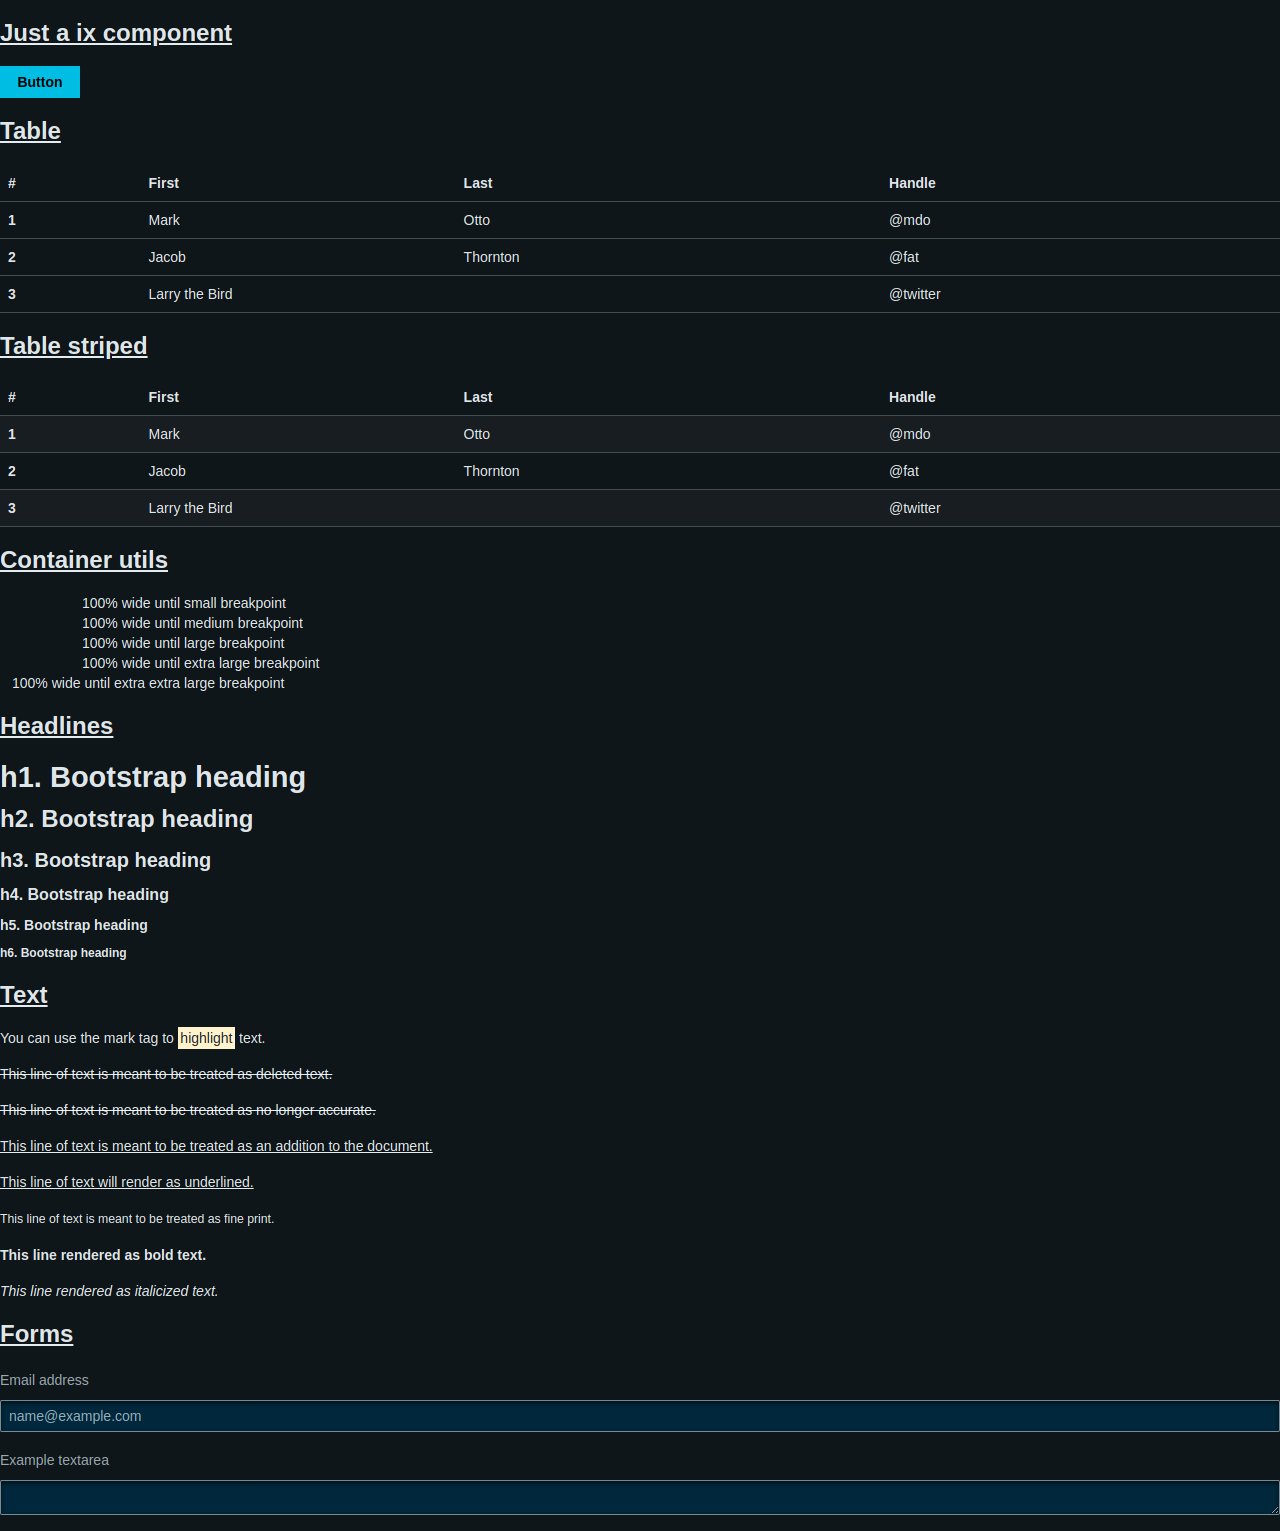 Just a ix component
Button
Table
# First Last Handle
1 Mark Otto @mdo
2 Jacob Thornton @fat
3 Larry the Bird @twitter
Table striped
# First Last Handle
1 Mark Otto @mdo
2 Jacob Thornton @fat
3 Larry the Bird @twitter
Container utils
100% wide until small breakpoint
100% wide until medium breakpoint
100% wide until large breakpoint
100% wide until extra large breakpoint
100% wide until extra extra large breakpoint
Headlines
h1. Bootstrap heading
h2. Bootstrap heading
h3. Bootstrap heading
h4. Bootstrap heading
h5. Bootstrap heading
h6. Bootstrap heading
Text
You can use the mark tag to highlight text.
This line of text is meant to be treated as deleted text.
This line of text is meant to be treated as no longer accurate.
This line of text is meant to be treated as an addition to the document.
This line of text will render as underlined.
This line of text is meant to be treated as fine print.
This line rendered as bold text.
This line rendered as italicized text.
Forms
Email address
name@example.com
Example textarea